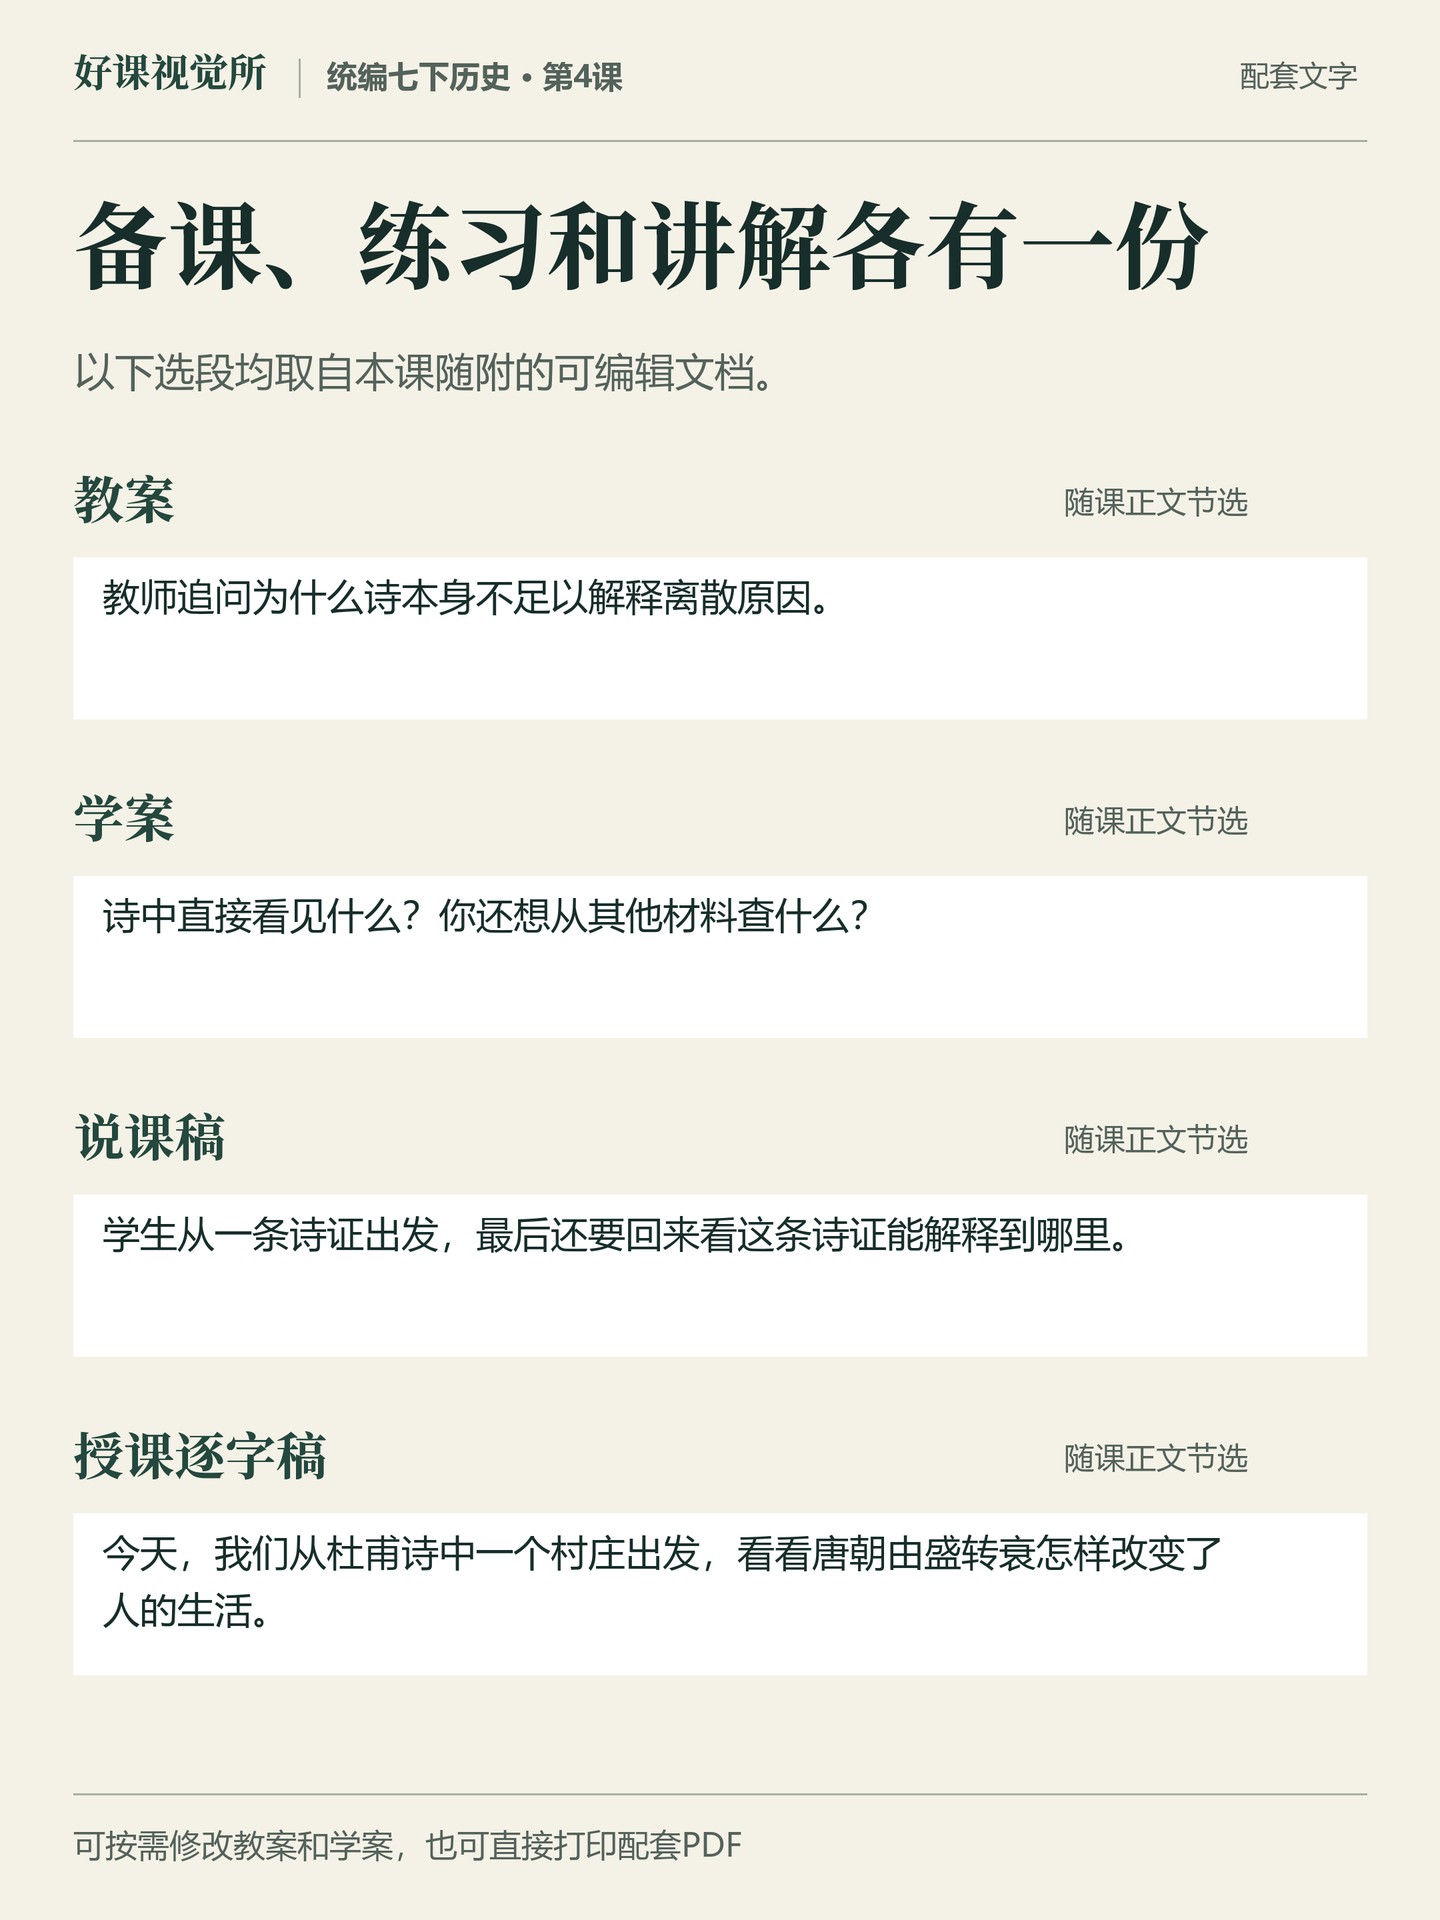 好课视觉所 统编七下历史·第4课 配套文字
备课、练习和讲解各有一份
以下选段均取自本课随附的可编辑文档。
教案 随课正文节选
教师追问为什么诗本身不足以解释离散原因。
学案 随课正文节选
诗中直接看见什么？你还想从其他材料查什么？
说课稿 随课正文节选
学生从一条诗证出发，最后还要回来看这条诗证能解释到哪里。
授课逐字稿 随课正文节选
今天，我们从杜甫诗中一个村庄出发，看看唐朝由盛转衰怎样改变了
人的生活。
可按需修改教案和学案，也可直接打印配套PDF